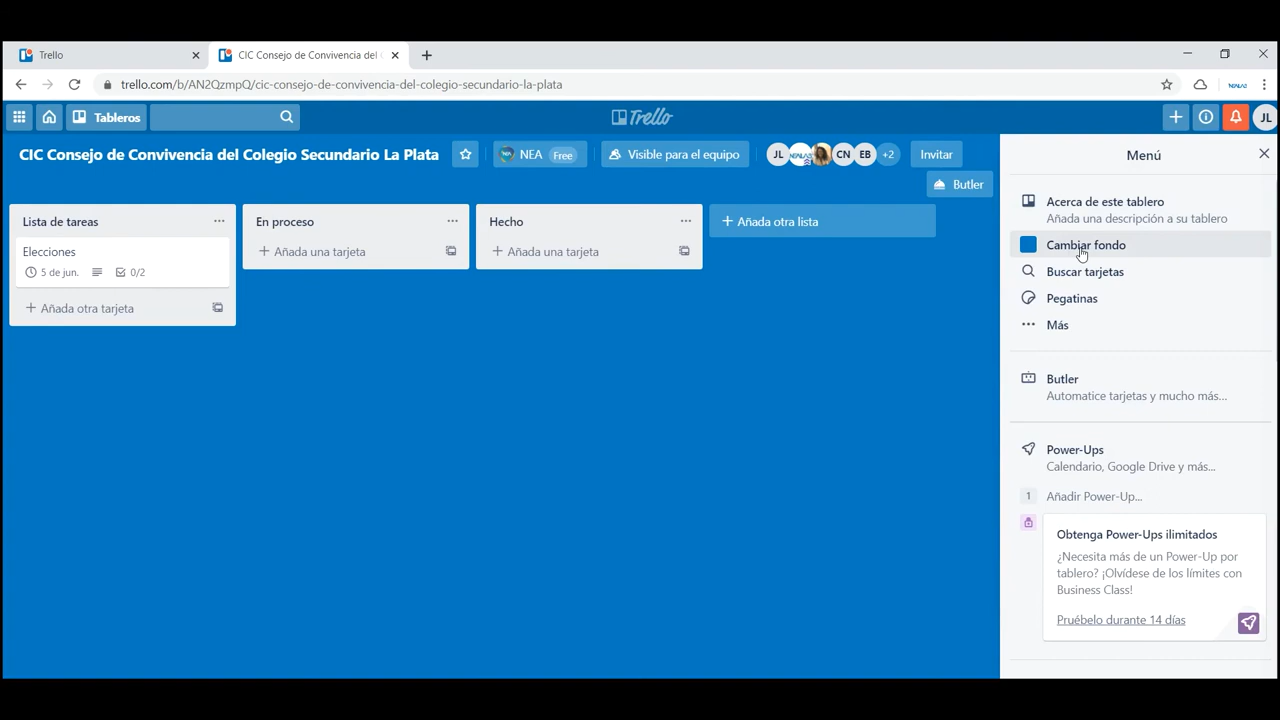 Trello
CIC Consejo de Convivencia del C
trello.com/b/AN2QzmpQ/cic-consejo-de-convivencia-del-colegio-secundario-la-plata
Tableros
Trello
JL
CIC Consejo de Convivencia del Colegio Secundario La Plata
NEA Free
Visible para el equipo
JL
CN
EB
+2
Invitar
Butler
Lista de tareas
Elecciones
5 de jun.
0/2
Añada otra tarjeta
En proceso
Añada una tarjeta
Hecho
Añada una tarjeta
Añada otra lista
Menú
Acerca de este tablero
Añada una descripción a su tablero
Cambiar fondo
Buscar tarjetas
Pegatinas
Más
Butler
Automatice tarjetas y mucho más...
Power-Ups
Calendario, Google Drive y más...
1 Añadir Power-Up...
Obtenga Power-Ups ilimitados
¿Necesita más de un Power-Up por
tablero? ¡Olvídese de los límites con
Business Class!
Pruébelo durante 14 días